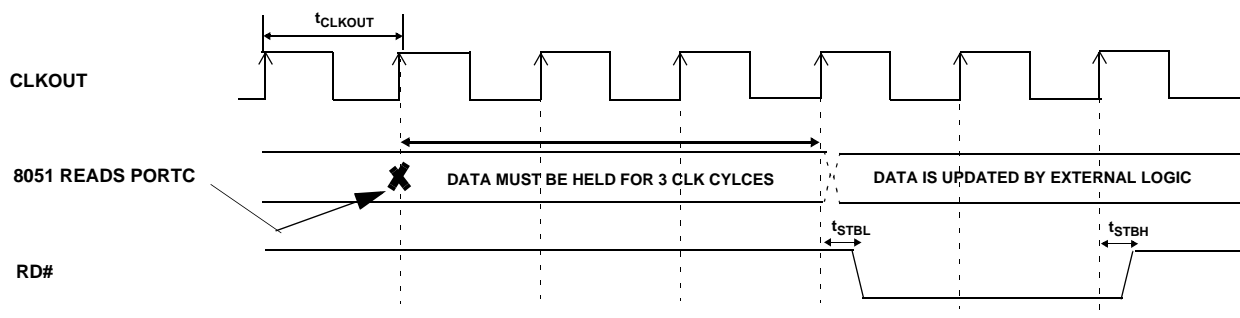 tCLKOUT
CLKOUT
8051 READS PORTC
DATA MUST BE HELD FOR 3 CLK CYLCES
DATA IS UPDATED BY EXTERNAL LOGIC
tSTBL
tSTBH
RD#